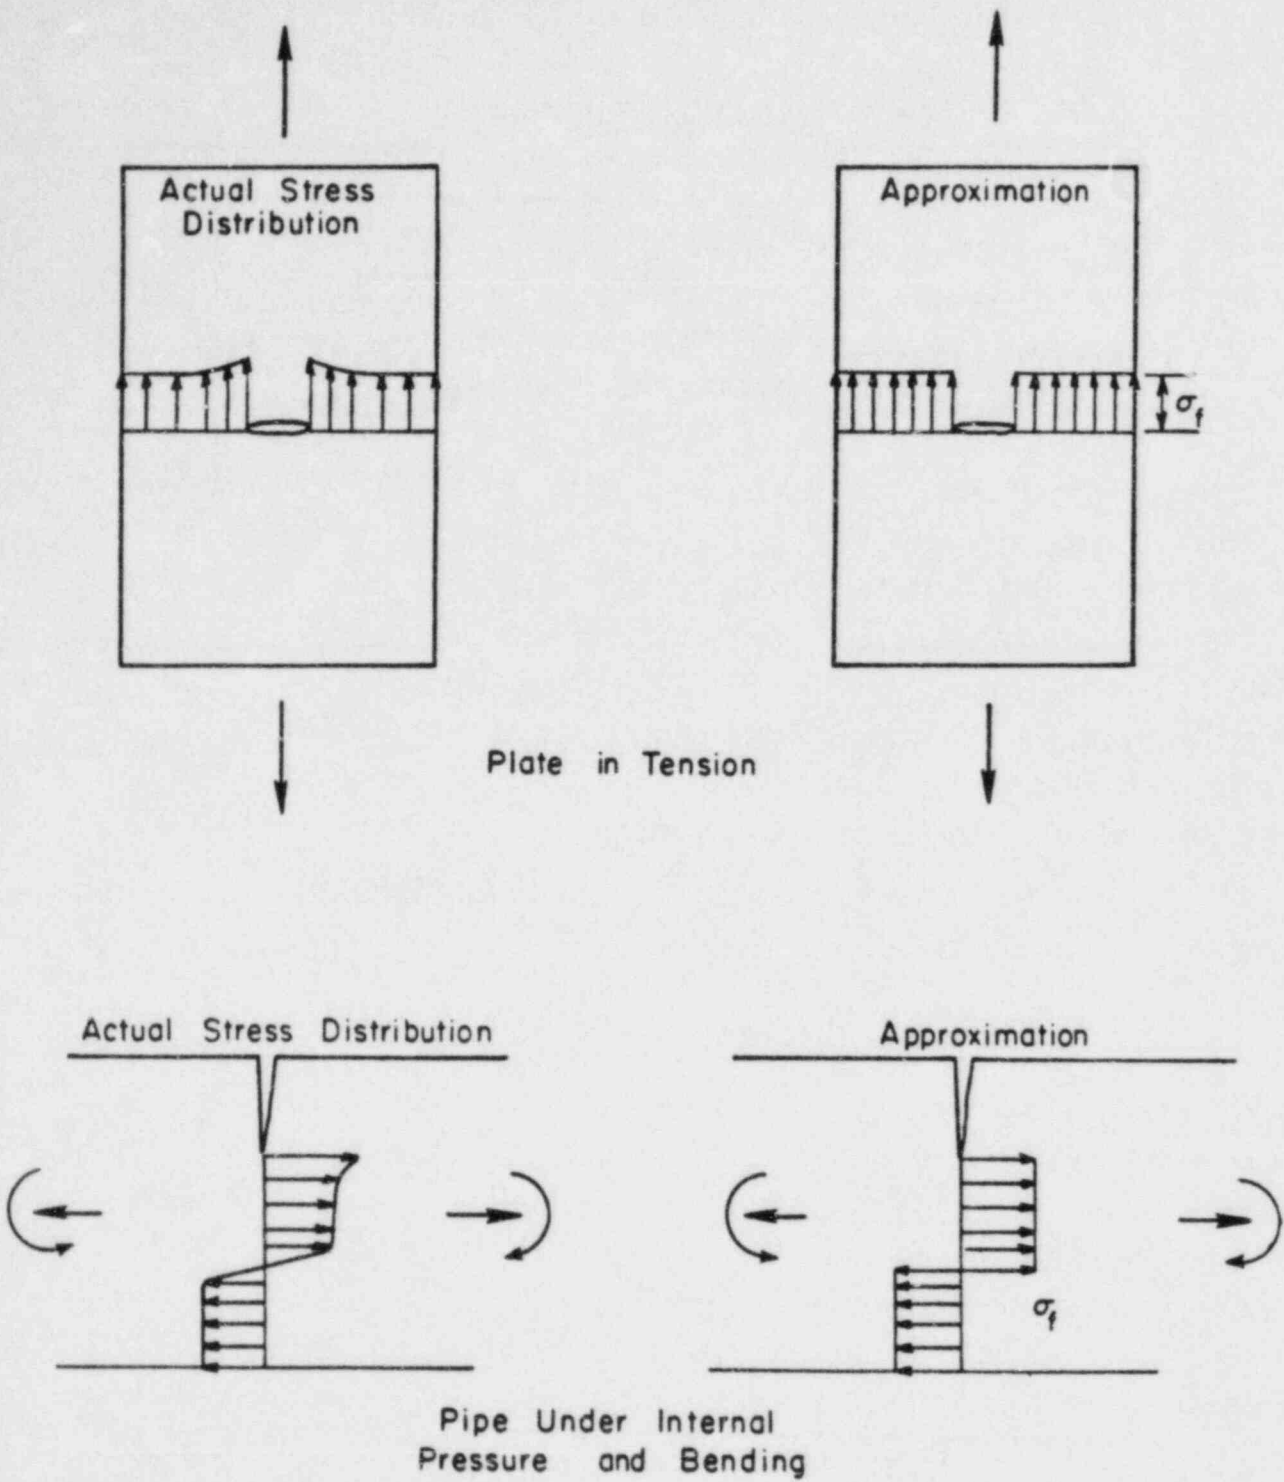 Actual Stress
Distribution
Approximation
σf
Plate in Tension
Actual Stress Distribution
Approximation
σf
Pipe Under Internal
Pressure and Bending